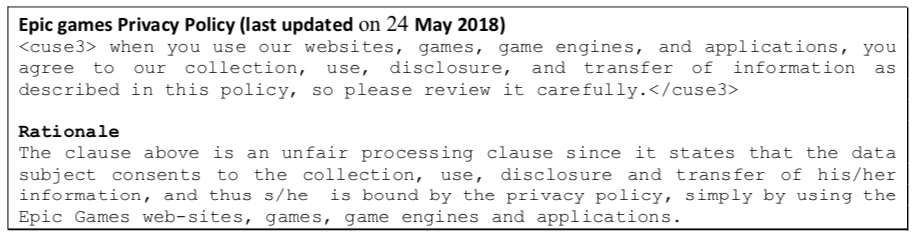 Epic games Privacy Policy (last updated on 24 May 2018)
<cuse3> when you use our websites, games, game engines, and applications, you
agree to our collection, use, disclosure, and transfer of information as
described in this policy, so please review it carefully.</cuse3>
Rationale
The clause above is an unfair processing clause since it states that the data
subject consents to the collection, use, disclosure and transfer of his/her
information, and thus s/he is bound by the privacy policy, simply by using the
Epic Games web-sites, games, game engines and applications.